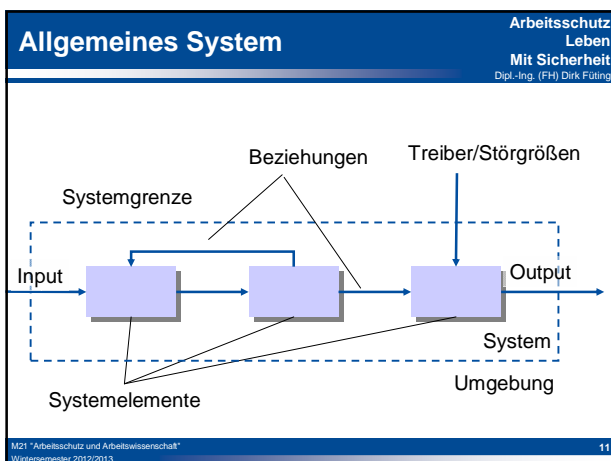 Allgemeines System
Arbeitsschutz
Leben
Mit Sicherheit
Dipl.-Ing. (FH) Dirk Füting
Beziehungen
Treiber/Störgrößen
Systemgrenze
Input
Output
System
Umgebung
Systemelemente
M21 "Arbeitsschutz und Arbeitswissenschaft"
11
Wintersemester 2012/2013